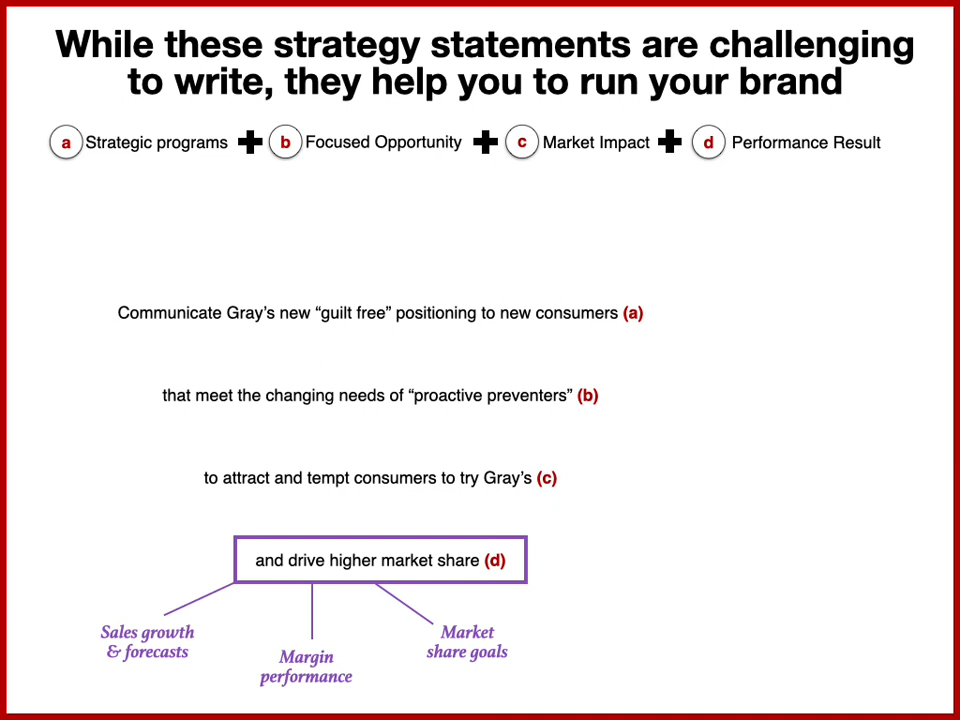 While these strategy statements are challenging
to write, they help you to run your brand
a Strategic programs + b Focused Opportunity + c Market Impact + d Performance Result
Communicate Gray's new “guilt free” positioning to new consumers (a)
that meet the changing needs of “proactive preventers” (b)
to attract and tempt consumers to try Gray's (c)
and drive higher market share (d)
Sales growth
& forecasts
Margin
performance
Market
share goals